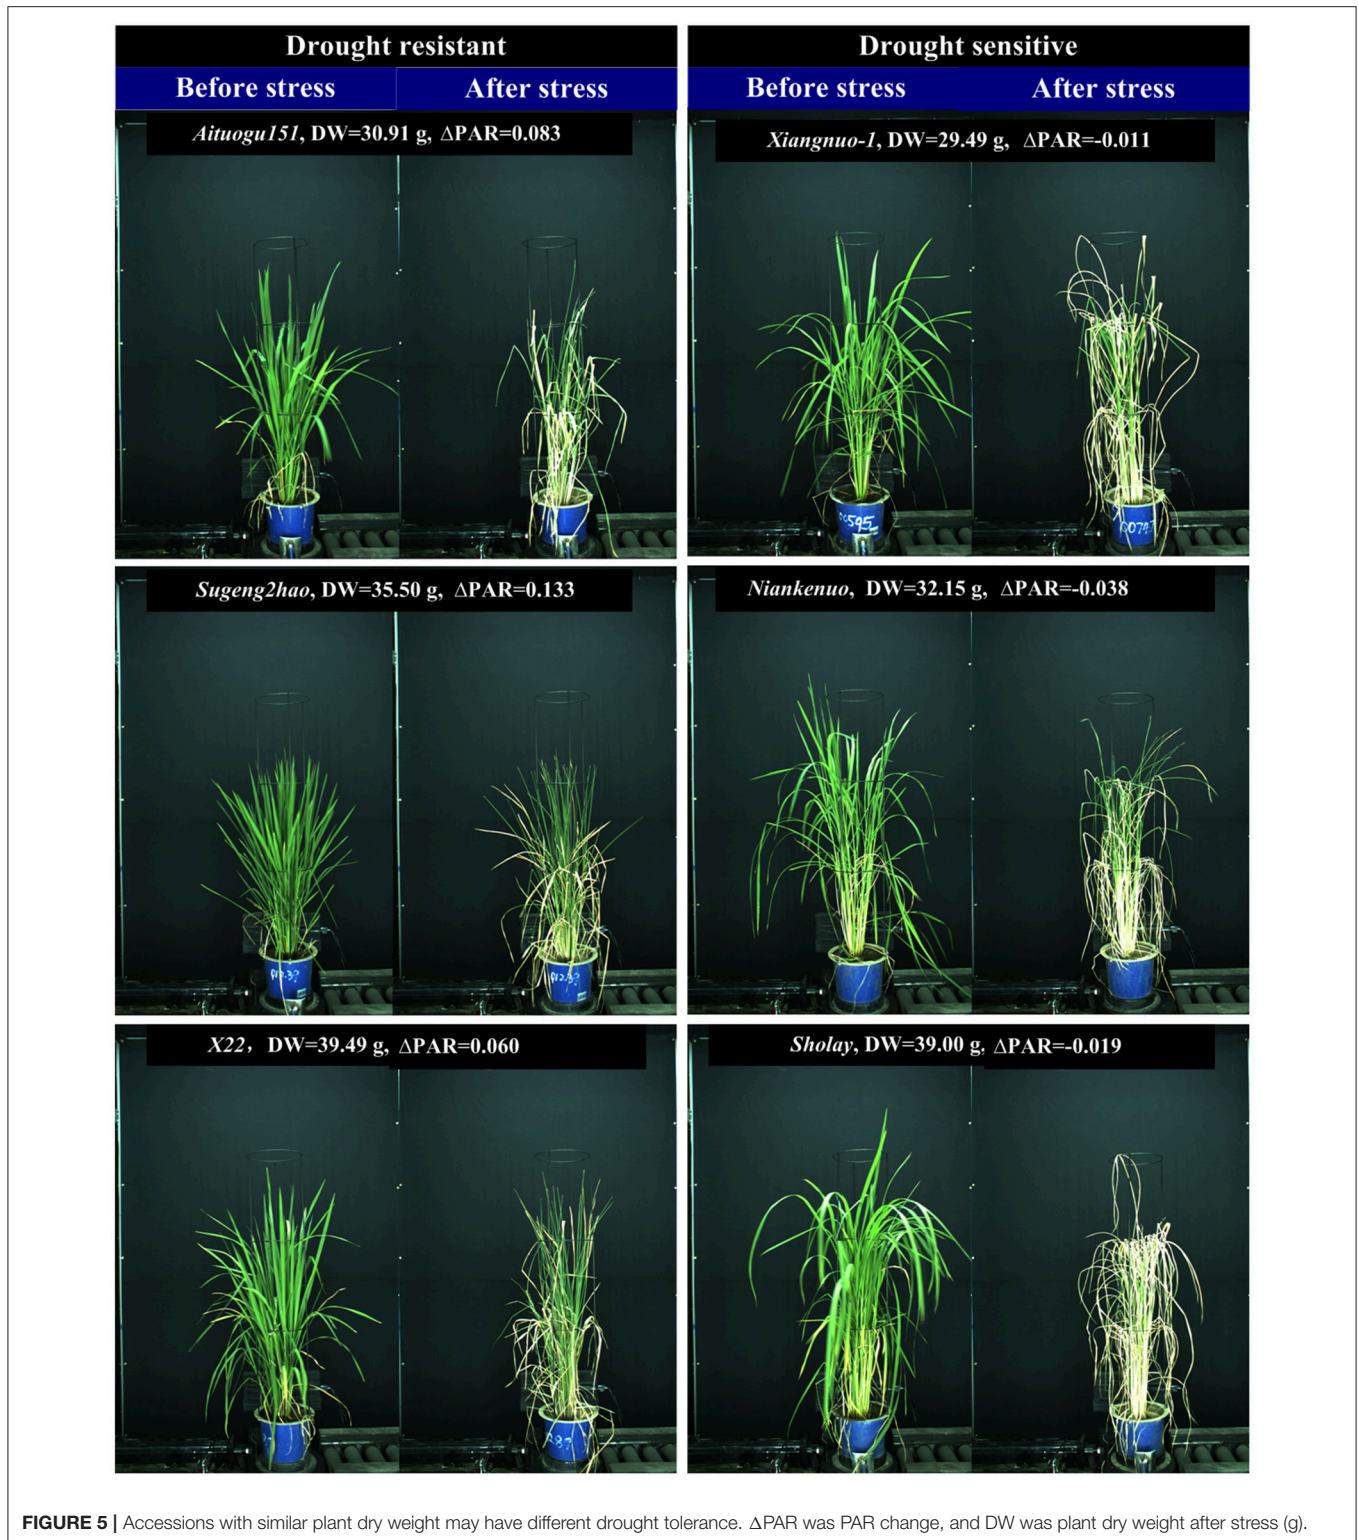 Drought resistant
Drought sensitive
Before stress
After stress
Before stress
After stress
Aituogu151, DW=30.91 g, ΔPAR=0.083
Xiangnuo-1, DW=29.49 g, ΔPAR=-0.011
Sugeng2hao, DW=35.50 g, ΔPAR=0.133
Niankenuo, DW=32.15 g, ΔPAR=-0.038
X22, DW=39.49 g, ΔPAR=0.060
Sholay, DW=39.00 g, ΔPAR=-0.019
FIGURE 5 | Accessions with similar plant dry weight may have different drought tolerance. ΔPAR was PAR change, and DW was plant dry weight after stress (g).